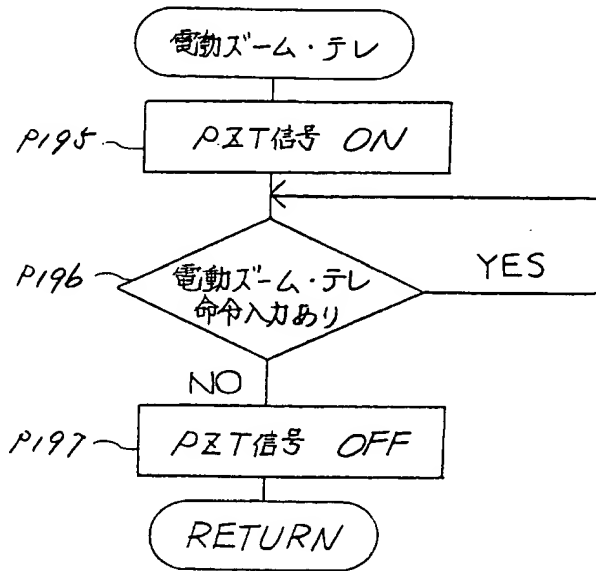 電動ズーム・テレ
P195
PZT信号 ON
P196
電動ズーム・テレ
命令入力あり
YES
NO
P197
PZT信号 OFF
RETURN